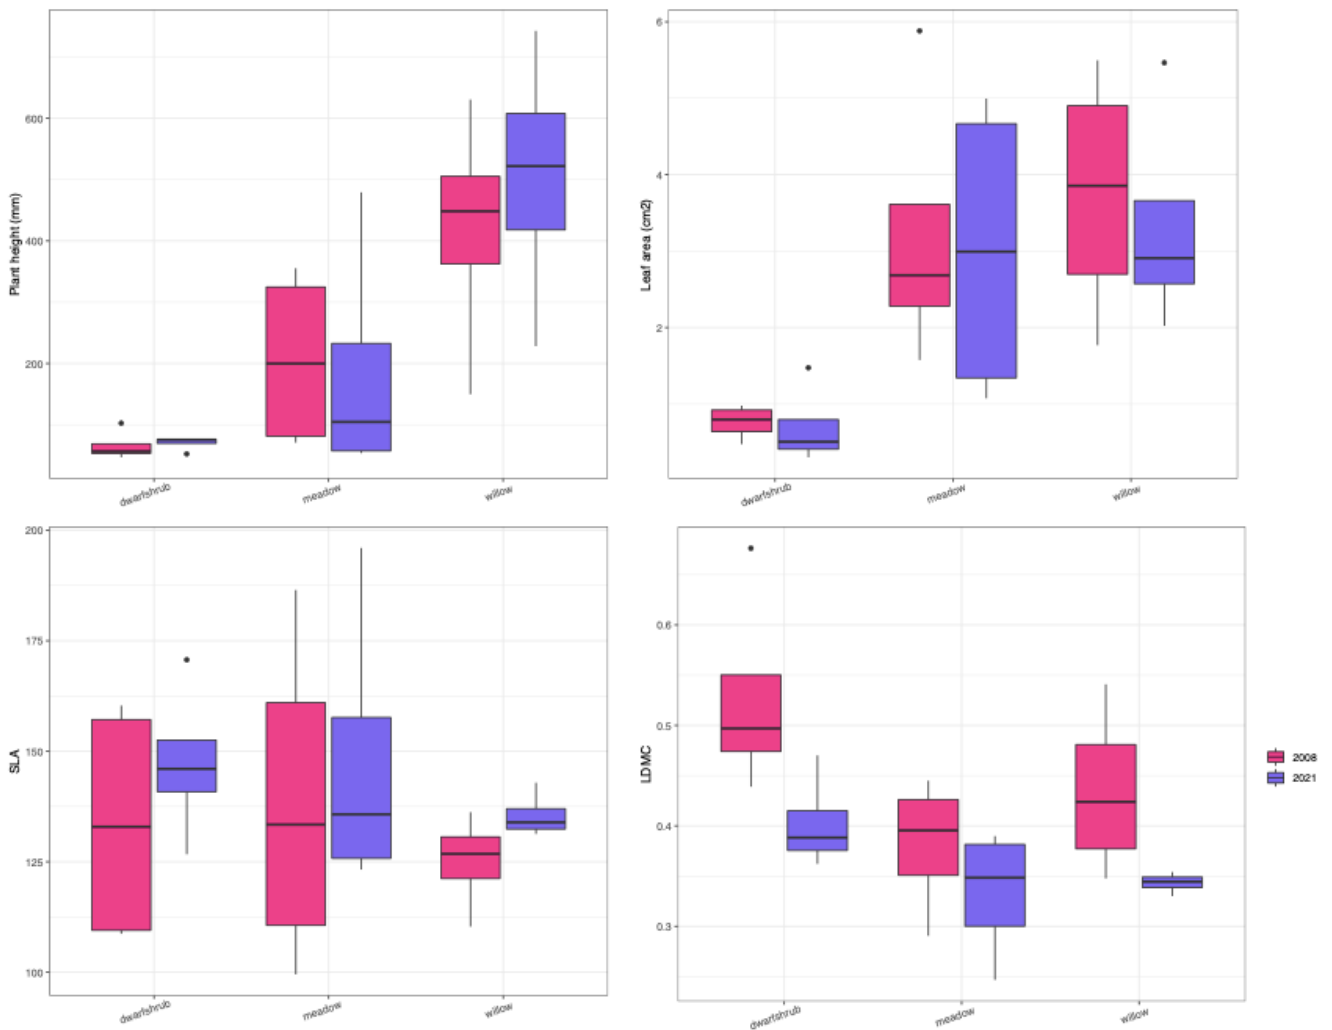 Plant height (mm)
600
400
200
dwarfshrub
meadow
willow
Leaf area (cm2)
6
4
2
dwarfshrub
meadow
willow
SLA
200
175
150
125
100
dwarfshrub
meadow
willow
LDMC
0.6
0.5
0.4
0.3
dwarfshrub
meadow
willow
2008
2021